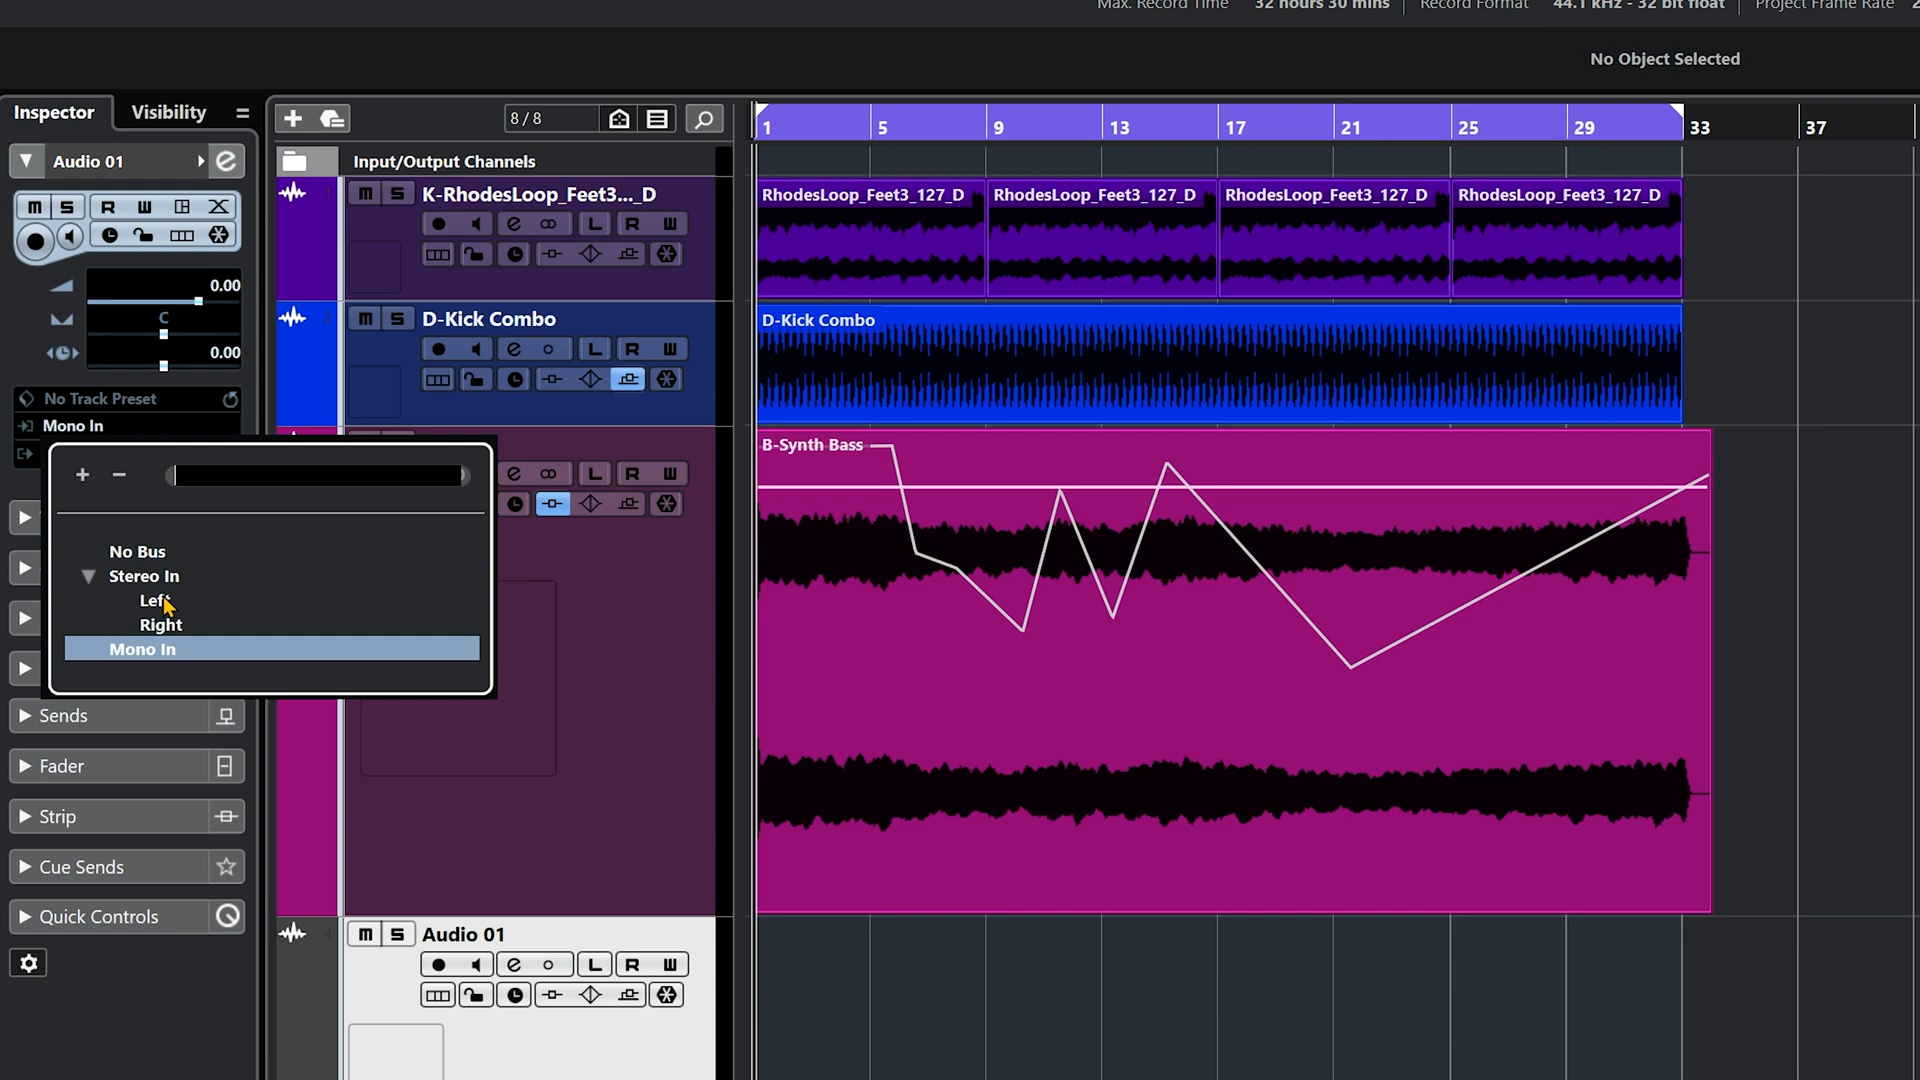 Max. Record Time 32 hours 30 mins Record Format 44.1 kHz - 32 bit float Project Frame Rate
No Object Selected
Inspector Visibility
8 / 8
1 5 9 13 17 21 25 29 33 37
Audio 01
Input/Output Channels
m S R W
1
m S K-RhodesLoop_Feet3..._D
RhodesLoop_Feet3_127_D RhodesLoop_Feet3_127_D RhodesLoop_Feet3_127_D RhodesLoop_Feet3_127_D
e L R W
0.00
C
0.00
2
m S D-Kick Combo
D-Kick Combo
e L R W
No Track Preset
Mono In
B-Synth Bass
e L R W
No Bus
Stereo In
Left
Right
Mono In
Sends
Fader
Strip
Cue Sends
Quick Controls
4
m S Audio 01
e L R W